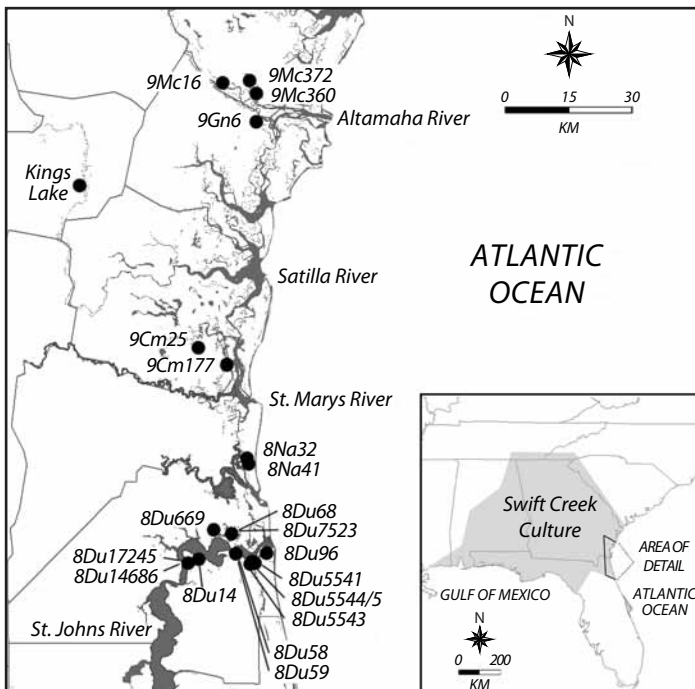 N
9Mc372
9Mc16
9Mc360
0 15 30
KM
9Gn6
Altamaha River
Kings
Lake
ATLANTIC
OCEAN
Satilla River
9Cm25
9Cm177
St. Marys River
8Na32
8Na41
8Du68
8Du669
8Du7523
8Du96
8Du17245
8Du14686
8Du5541
8Du14
8Du5544/5
8Du5543
St. Johns River
8Du58
8Du59
Swift Creek
Culture
AREA OF
DETAIL
GULF OF MEXICO
ATLANTIC
OCEAN
N
0 200
KM